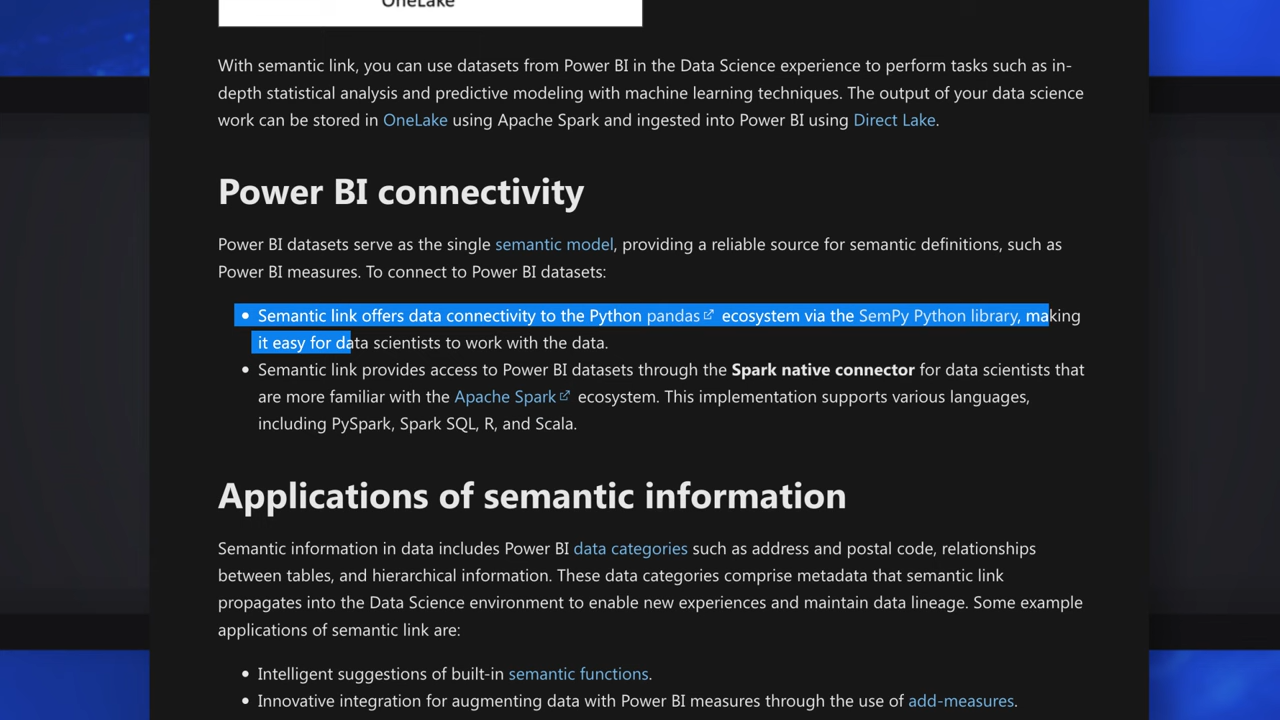 OneLake
With semantic link, you can use datasets from Power BI in the Data Science experience to perform tasks such as in-
depth statistical analysis and predictive modeling with machine learning techniques. The output of your data science
work can be stored in OneLake using Apache Spark and ingested into Power BI using Direct Lake.
Power BI connectivity
Power BI datasets serve as the single semantic model, providing a reliable source for semantic definitions, such as
Power BI measures. To connect to Power BI datasets:
• Semantic link offers data connectivity to the Python pandas ecosystem via the SemPy Python library, making
it easy for data scientists to work with the data.
• Semantic link provides access to Power BI datasets through the Spark native connector for data scientists that
are more familiar with the Apache Spark ecosystem. This implementation supports various languages,
including PySpark, Spark SQL, R, and Scala.
Applications of semantic information
Semantic information in data includes Power BI data categories such as address and postal code, relationships
between tables, and hierarchical information. These data categories comprise metadata that semantic link
propagates into the Data Science environment to enable new experiences and maintain data lineage. Some example
applications of semantic link are:
• Intelligent suggestions of built-in semantic functions.
• Innovative integration for augmenting data with Power BI measures through the use of add-measures.